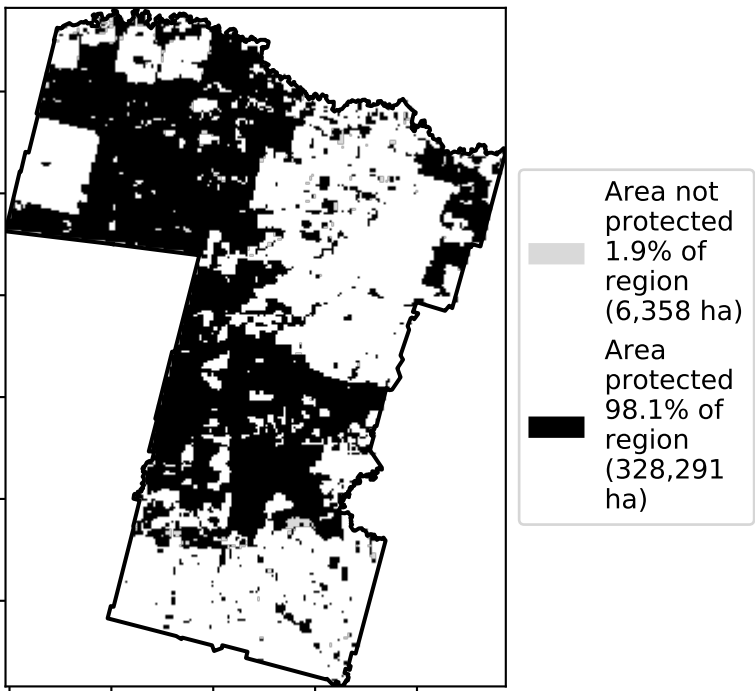 Area not
protected
1.9% of
region
(6,358 ha)
Area
protected
98.1% of
region
(328,291
ha)